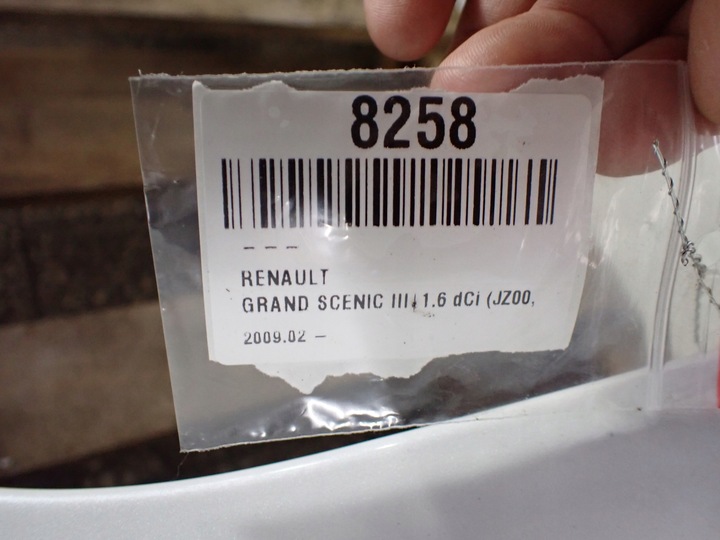 8258
– – –
RENAULT
GRAND SCENIC III 1.6 dCi (JZ00,
2009.02 –